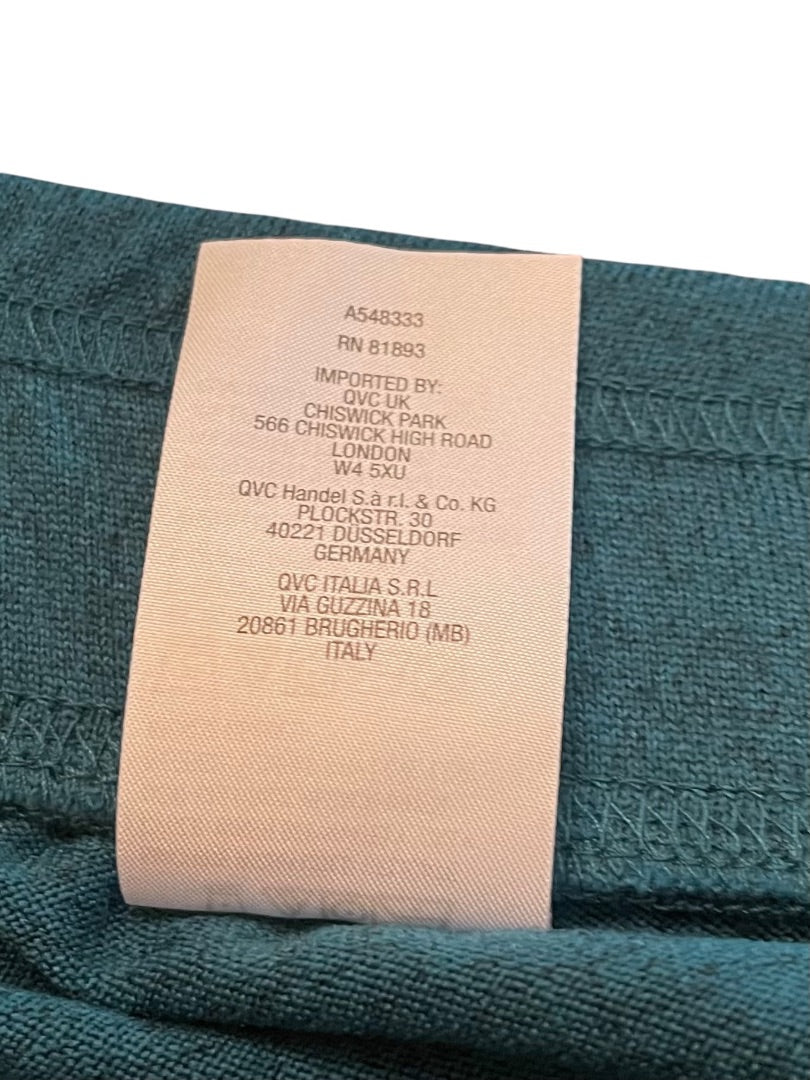 A548333
RN 81893
IMPORTED BY:
QVC UK
CHISWICK PARK
566 CHISWICK HIGH ROAD
LONDON
W4 5XU
QVC Handel S.à r.l. & Co. KG
PLOCKSTR. 30
40221 DÜSSELDORF
GERMANY
QVC ITALIA S.R.L
VIA GUZZINA 18
20861 BRUGHERIO (MB)
ITALY